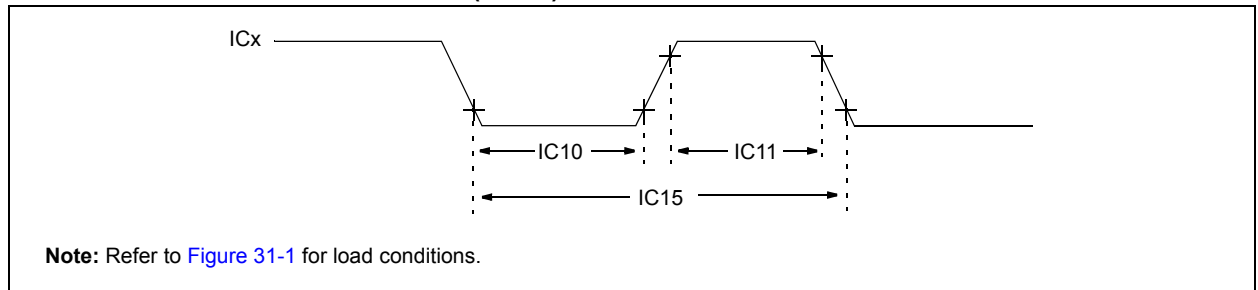 ICx
IC10
IC11
IC15
Note: Refer to Figure 31-1 for load conditions.